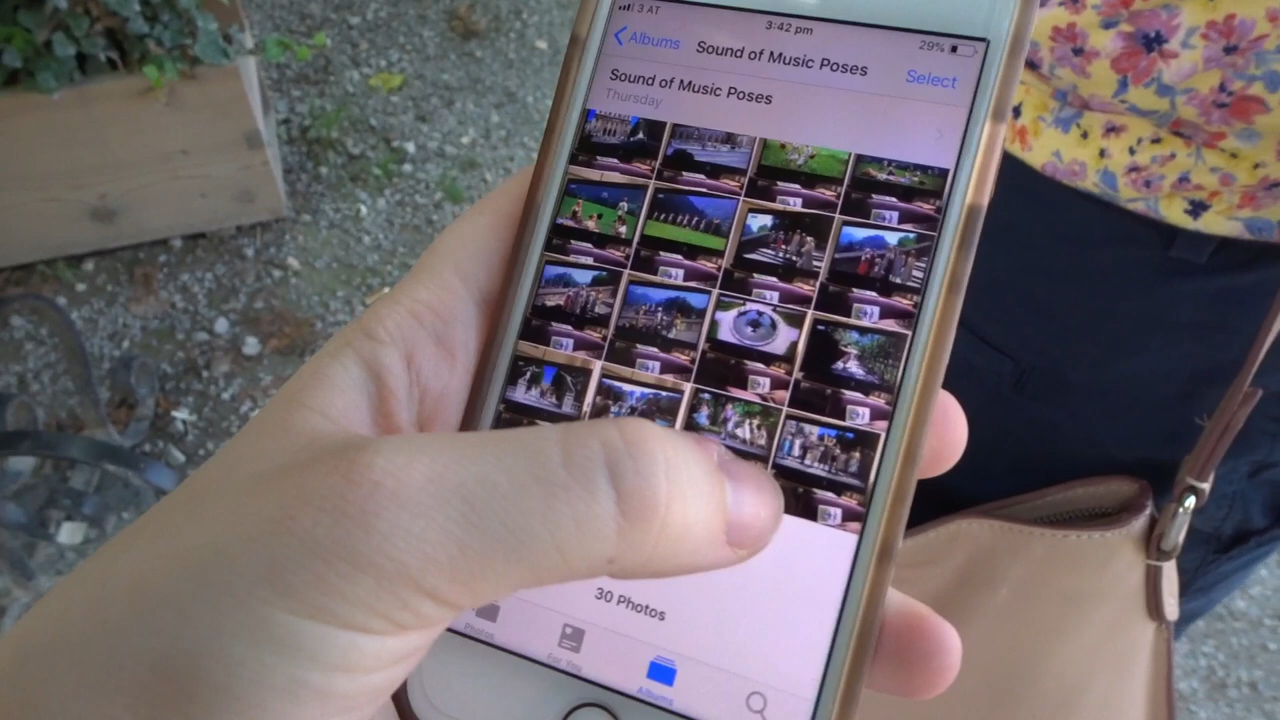 3 AT
3:42 pm
29%
Albums
Sound of Music Poses
Select
Sound of Music Poses
Thursday
30 Photos
Photos
For You
Albums